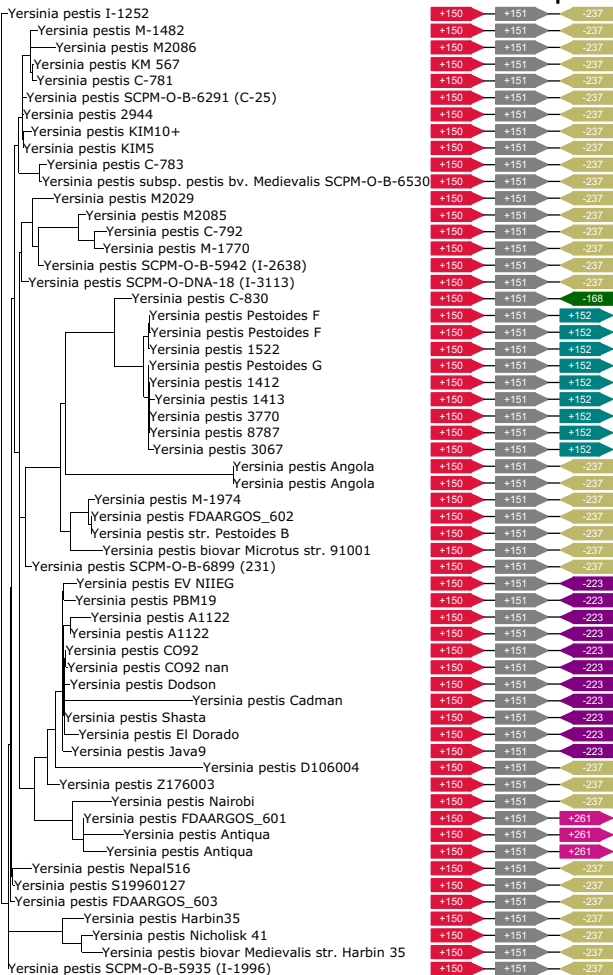 Yersinia pestis I-1252 +150 +151 -237
Yersinia pestis M-1482 +150 +151 -237
Yersinia pestis M2086 +150 +151 -237
Yersinia pestis KM 567 +150 +151 -237
Yersinia pestis C-781 +150 +151 -237
Yersinia pestis SCPM-O-B-6291 (C-25) +150 +151 -237
Yersinia pestis 2944 +150 +151 -237
Yersinia pestis KIM10+ +150 +151 -237
Yersinia pestis KIM5 +150 +151 -237
Yersinia pestis C-783 +150 +151 -237
Yersinia pestis subsp. pestis bv. Medievalis SCPM-O-B-6530 +150 +151 -237
Yersinia pestis M2029 +150 +151 -237
Yersinia pestis M2085 +150 +151 -237
Yersinia pestis C-792 +150 +151 -237
Yersinia pestis M-1770 +150 +151 -237
Yersinia pestis SCPM-O-B-5942 (I-2638) +150 +151 -237
Yersinia pestis SCPM-O-DNA-18 (I-3113) +150 +151 -237
Yersinia pestis C-830 +150 +151 -168
Yersinia pestis Pestoides F +150 +151 +152
Yersinia pestis Pestoides F +150 +151 +152
Yersinia pestis 1522 +150 +151 +152
Yersinia pestis Pestoides G +150 +151 +152
Yersinia pestis 1412 +150 +151 +152
Yersinia pestis 1413 +150 +151 +152
Yersinia pestis 3770 +150 +151 +152
Yersinia pestis 8787 +150 +151 +152
Yersinia pestis 3067 +150 +151 +152
Yersinia pestis Angola +150 +151 -237
Yersinia pestis Angola +150 +151 -237
Yersinia pestis M-1974 +150 +151 -237
Yersinia pestis FDAARGOS_602 +150 +151 -237
Yersinia pestis str. Pestoides B +150 +151 -237
Yersinia pestis biovar Microtus str. 91001 +150 +151 -237
Yersinia pestis SCPM-O-B-6899 (231) +150 +151 -237
Yersinia pestis EV NIIEG +150 +151 -223
Yersinia pestis PBM19 +150 +151 -223
Yersinia pestis A1122 +150 +151 -223
Yersinia pestis A1122 +150 +151 -223
Yersinia pestis CO92 +150 +151 -223
Yersinia pestis CO92 nan +150 +151 -223
Yersinia pestis Dodson +150 +151 -223
Yersinia pestis Cadman +150 +151 -223
Yersinia pestis Shasta +150 +151 -223
Yersinia pestis El Dorado +150 +151 -223
Yersinia pestis Java9 +150 +151 -223
Yersinia pestis D106004 +150 +151 -237
Yersinia pestis Z176003 +150 +151 -237
Yersinia pestis Nairobi +150 +151 -237
Yersinia pestis FDAARGOS_601 +150 +151 +261
Yersinia pestis Antiqua +150 +151 +261
Yersinia pestis Antiqua +150 +151 +261
Yersinia pestis Nepal516 +150 +151 -237
Yersinia pestis S19960127 +150 +151 -237
Yersinia pestis FDAARGOS_603 +150 +151 -237
Yersinia pestis Harbin35 +150 +151 -237
Yersinia pestis Nicholisk 41 +150 +151 -237
Yersinia pestis biovar Medievalis str. Harbin 35 +150 +151 -237
Yersinia pestis SCPM-O-B-5935 (I-1996) +150 +151 -237